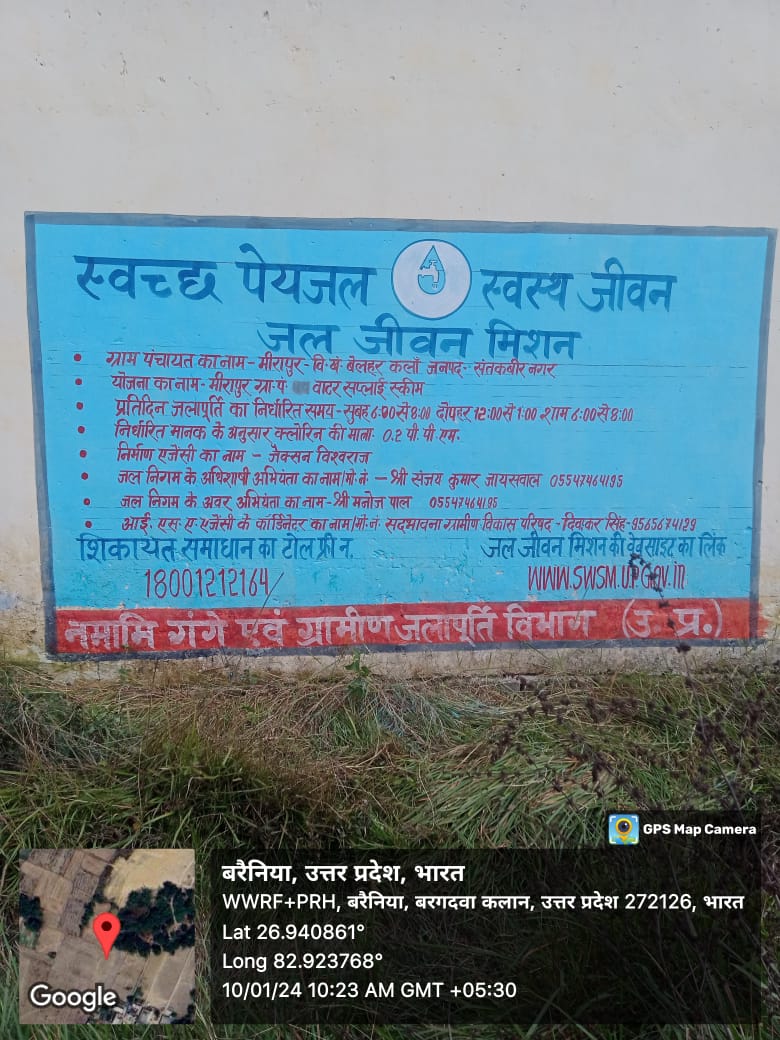 स्वच्छ पेयजल स्वस्थ जीवन
जल जीवन मिशन
• ग्राम पंचायत का नाम - मीरापुर - वि.खं बेलहर कलाँ जनपद - संतकबीर नगर
• योजना का नाम - मीरापुर ग्रा. पं. वाटर सप्लाई स्कीम
• प्रतिदिन जलापूर्ति का निर्धारित समय - सुबह 6:00 से 8:00 दोपहर 12:00 से 1:00 शाम 6:00 से 8:00
• निर्धारित मानक के अनुसार क्लोरिन की मात्रा 0.2 पी. पी. एम.
• निर्माण एजेंसी का नाम - जैक्सन विश्वराज
• जल निगम के अधिशाषी अभियंता का नाम/मो. नं. - श्री संजय कुमार जायसवाल 05547464195
• जल निगम के अवर अभियंता का नाम - श्री मनोज पाल 05547464195
• आई. एस. ए. एजेंसी के कॉर्डिनेटर का नाम/मो. नं. सदभावना ग्रामीण विकास परिषद - दिवाकर सिंह - 9565674129
शिकायत समाधान का टोल फ्री न. जल जीवन मिशन की वेबसाइट का लिंक
18001212164 WWW.SWSM.UP.Gov.in
नमामि गंगे एवं ग्रामीण जलापूर्ति विभाग (उ. प्र.)
GPS Map Camera
बरैनिया, उत्तर प्रदेश, भारत
WWRF+PRH, बरैनिया, बरगदवा कलान, उत्तर प्रदेश 272126, भारत
Lat 26.940861°
Long 82.923768°
10/01/24 10:23 AM GMT +05:30
Google